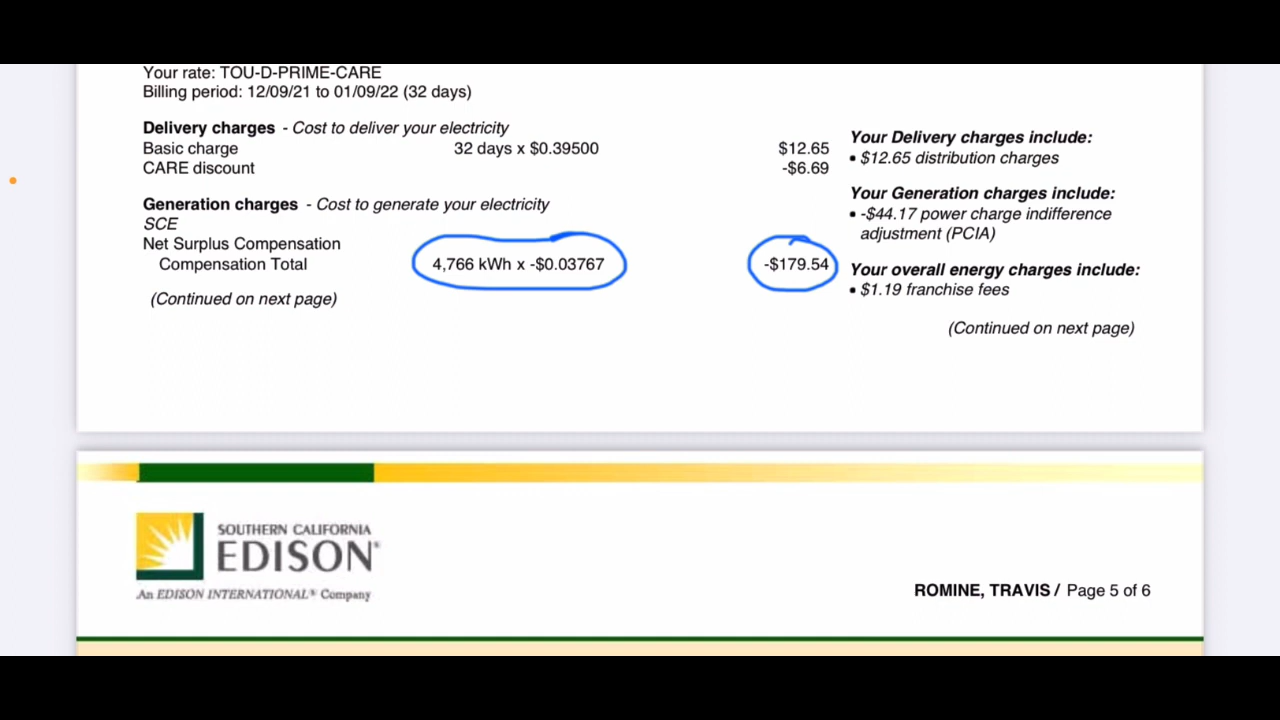 Your rate: TOU-D-PRIME-CARE
Billing period: 12/09/21 to 01/09/22 (32 days)
Delivery charges - Cost to deliver your electricity
Basic charge 32 days x $0.39500 $12.65
CARE discount -$6.69
Generation charges - Cost to generate your electricity
SCE
Net Surplus Compensation
Compensation Total 4,766 kWh x -$0.03767 -$179.54
(Continued on next page)
Your Delivery charges include:
• $12.65 distribution charges
Your Generation charges include:
• -$44.17 power charge indifference
adjustment (PCIA)
Your overall energy charges include:
• $1.19 franchise fees
(Continued on next page)
SOUTHERN CALIFORNIA
EDISON®
An EDISON INTERNATIONAL® Company
ROMINE, TRAVIS / Page 5 of 6